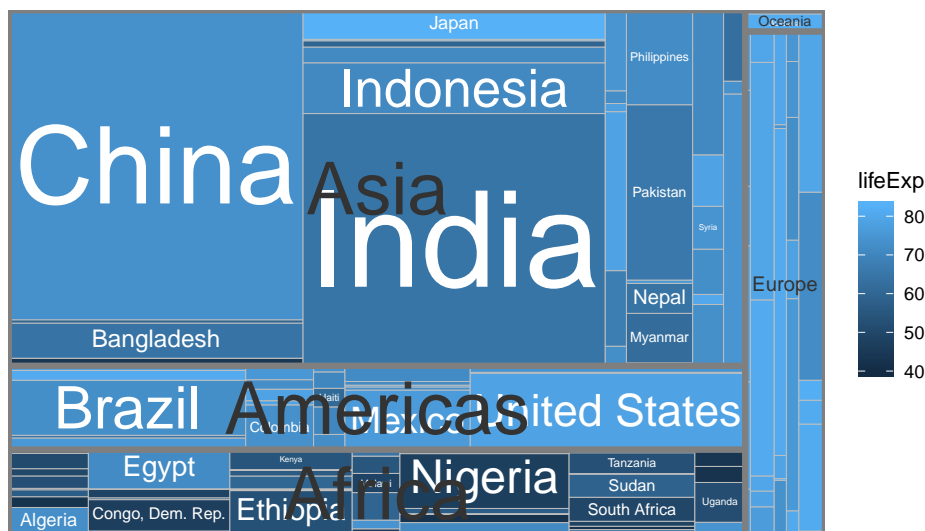 Japan
Oceania
Indonesia
Philippines
China
Asia
India
Pakistan
Syria
Nepal
Myanmar
Bangladesh
Europe
lifeExp
80
70
60
50
40
Brazil
Americas
Haiti
Colombia
Mexico
United States
Egypt
Kenya
Africa
Malawi
Nigeria
Tanzania
Sudan
South Africa
Uganda
Algeria
Congo, Dem. Rep.
Ethiopia